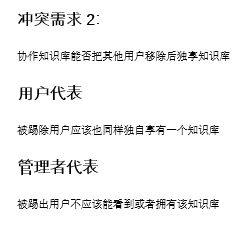 冲突需求 2:
协作知识库能否把其他用户移除后独享知识库
用户代表
被踢除用户应该也同样独自享有一个知识库
管理者代表
被踢出用户不应该能看到或者拥有该知识库